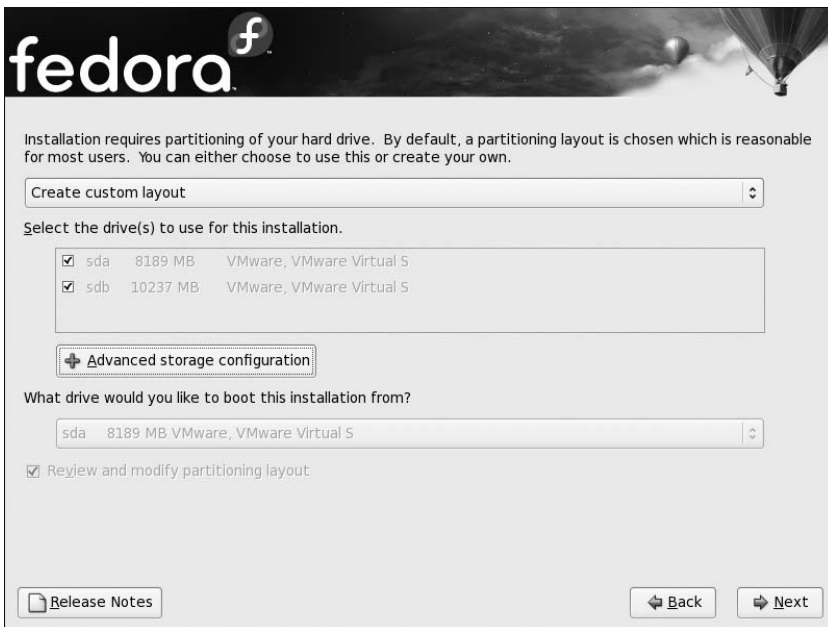 fedora
Installation requires partitioning of your hard drive. By default, a partitioning layout is chosen which is reasonable
for most users. You can either choose to use this or create your own.
Create custom layout
Select the drive(s) to use for this installation.
sda 8189 MB VMware, VMware Virtual S
sdb 10237 MB VMware, VMware Virtual S
Advanced storage configuration
What drive would you like to boot this installation from?
sda 8189 MB VMware, VMware Virtual S
Review and modify partitioning layout
Release Notes
Back
Next